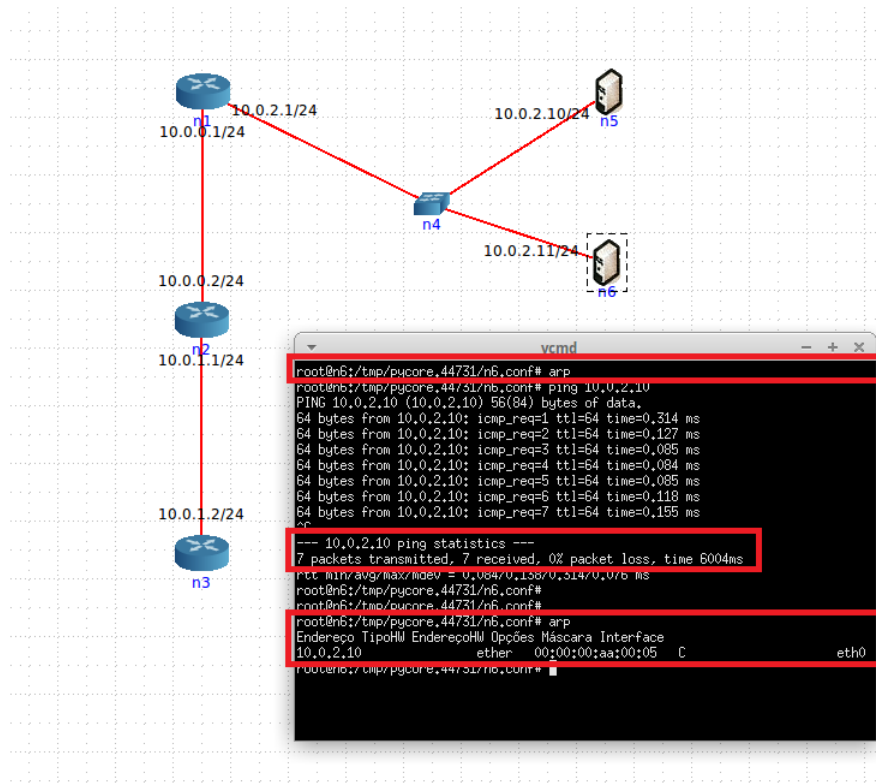 10.0.2.1/24
n1
10.0.0.1/24
10.0.2.10/24
n5
n4
10.0.2.11/24
n6
10.0.0.2/24
n2
10.0.1.1/24
10.0.1.2/24
n3
vcmd
root@n6:/tmp/pycore.44731/n6.conf# arp
root@n6:/tmp/pycore.44731/n6.conf# ping 10.0.2.10
PING 10.0.2.10 (10.0.2.10) 56(84) bytes of data.
64 bytes from 10.0.2.10: icmp_req=1 ttl=64 time=0.314 ms
64 bytes from 10.0.2.10: icmp_req=2 ttl=64 time=0.127 ms
64 bytes from 10.0.2.10: icmp_req=3 ttl=64 time=0.085 ms
64 bytes from 10.0.2.10: icmp_req=4 ttl=64 time=0.084 ms
64 bytes from 10.0.2.10: icmp_req=5 ttl=64 time=0.085 ms
64 bytes from 10.0.2.10: icmp_req=6 ttl=64 time=0.118 ms
64 bytes from 10.0.2.10: icmp_req=7 ttl=64 time=0.155 ms
^C
--- 10.0.2.10 ping statistics ---
7 packets transmitted, 7 received, 0% packet loss, time 6004ms
rtt min/avg/max/mdev = 0.084/0.138/0.314/0.076 ms
root@n6:/tmp/pycore.44731/n6.conf#
root@n6:/tmp/pycore.44731/n6.conf#
root@n6:/tmp/pycore.44731/n6.conf# arp
Endereço TipoHW EndereçoHW Opções Máscara Interface
10.0.2.10 ether 00:00:00:aa:00:05 C eth0
root@n6:/tmp/pycore.44731/n6.conf#